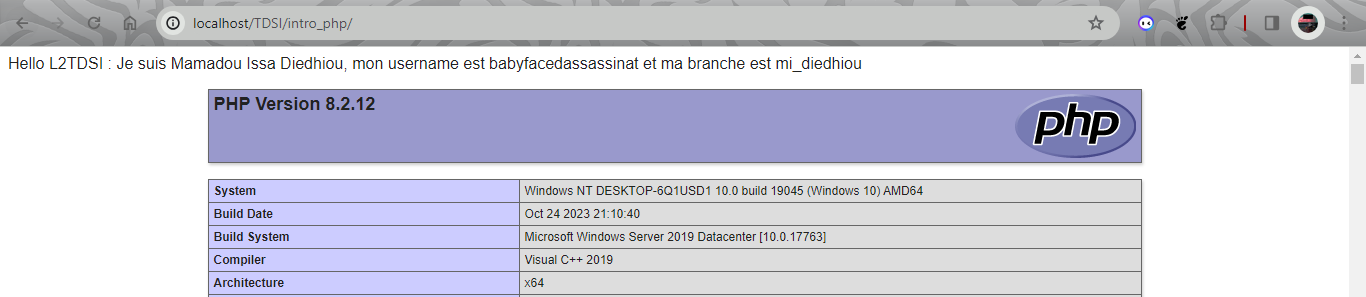 localhost/TDSI/intro_php/
Hello L2TDSI : Je suis Mamadou Issa Diedhiou, mon username est babyfacedassassinat et ma branche est mi_diedhiou
PHP Version 8.2.12
php
System Windows NT DESKTOP-6Q1USD1 10.0 build 19045 (Windows 10) AMD64
Build Date Oct 24 2023 21:10:40
Build System Microsoft Windows Server 2019 Datacenter [10.0.17763]
Compiler Visual C++ 2019
Architecture x64